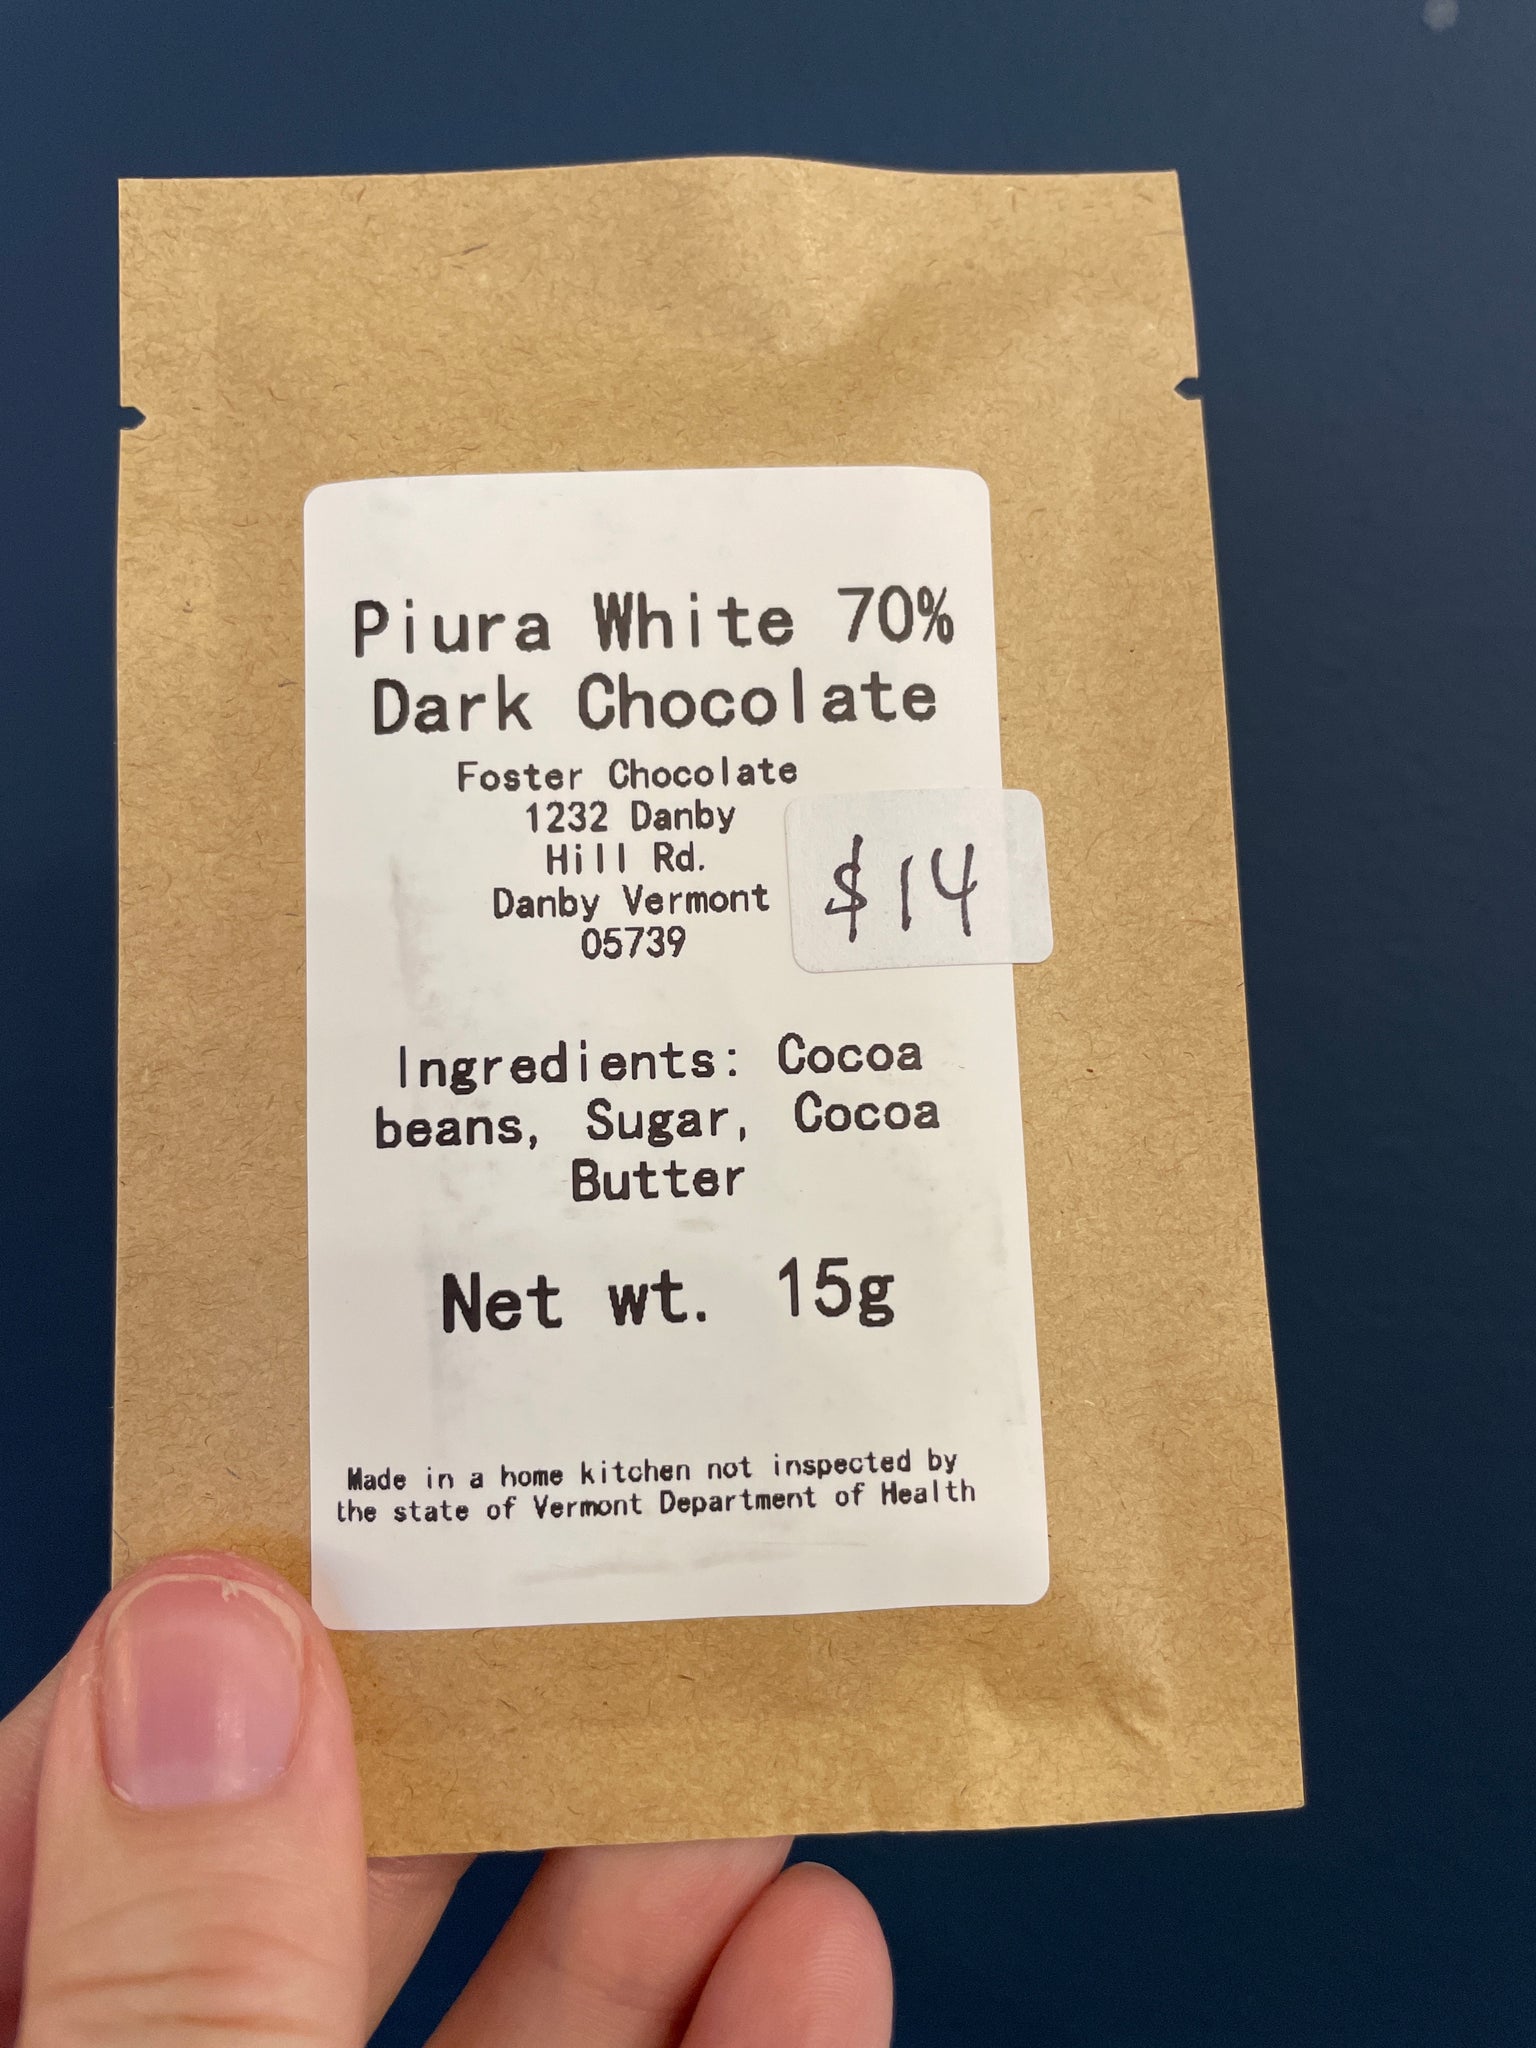 Piura White 70%
Dark Chocolate
Foster Chocolate
1232 Danby
Hill Rd.
Danby Vermont
05739
$14
Ingredients: Cocoa
beans, Sugar, Cocoa
Butter
Net wt. 15g
Made in a home kitchen not inspected by
the state of Vermont Department of Health